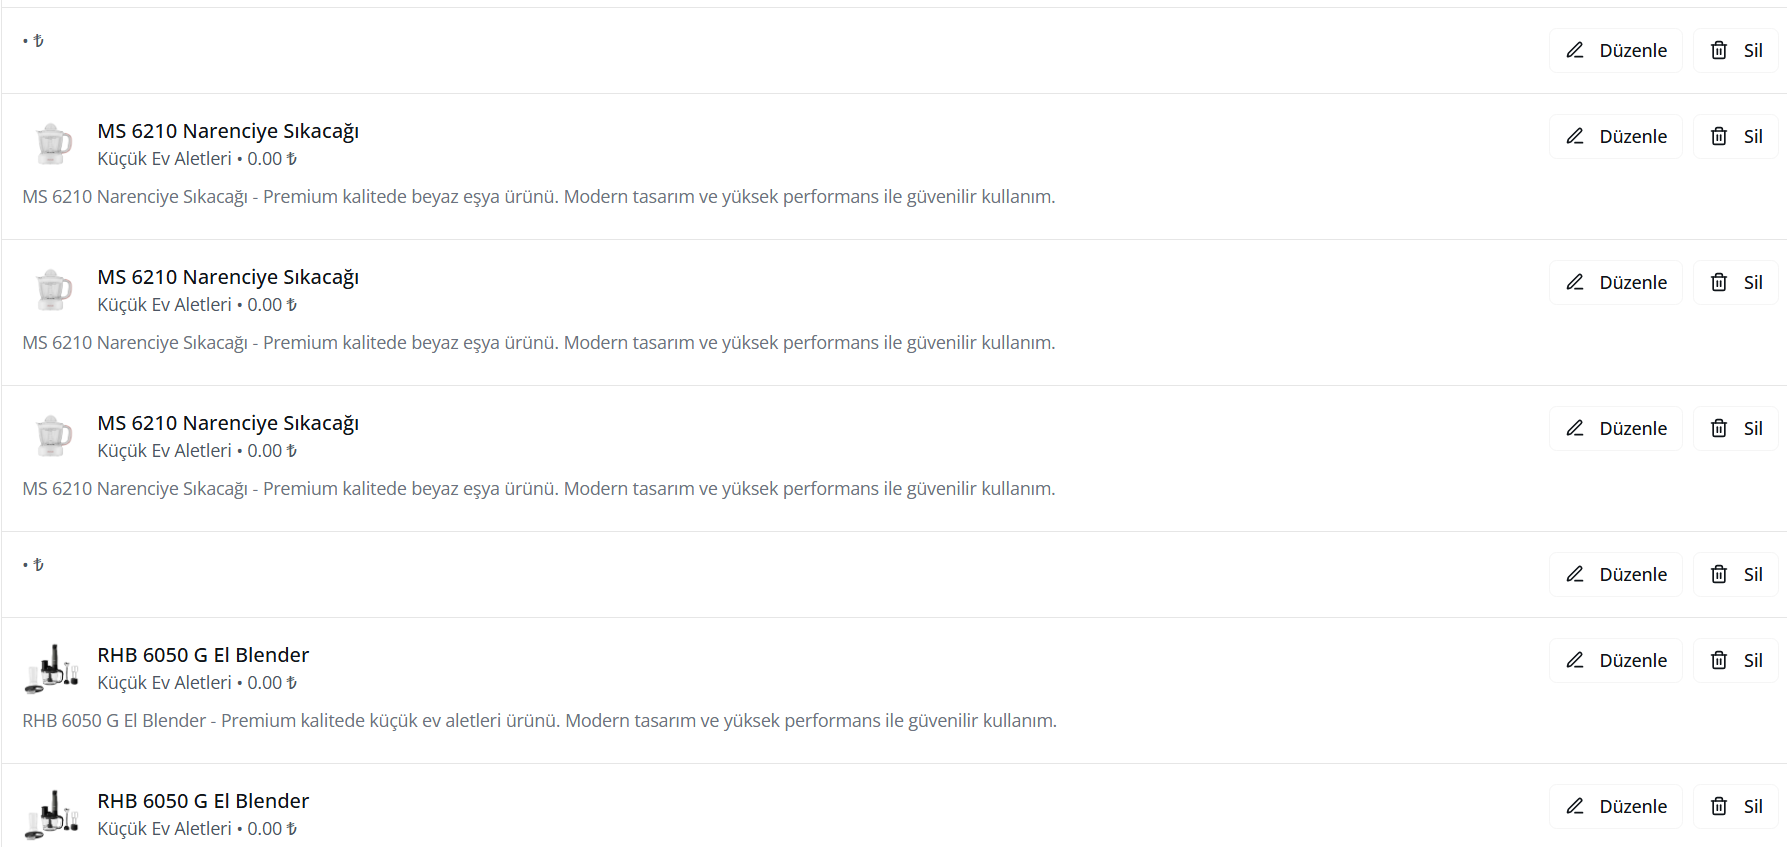 • ₺
Düzenle
Sil
MS 6210 Narenciye Sıkacağı
Küçük Ev Aletleri • 0.00 ₺
Düzenle
Sil
MS 6210 Narenciye Sıkacağı - Premium kalitede beyaz eşya ürünü. Modern tasarım ve yüksek performans ile güvenilir kullanım.
MS 6210 Narenciye Sıkacağı
Küçük Ev Aletleri • 0.00 ₺
Düzenle
Sil
MS 6210 Narenciye Sıkacağı - Premium kalitede beyaz eşya ürünü. Modern tasarım ve yüksek performans ile güvenilir kullanım.
MS 6210 Narenciye Sıkacağı
Küçük Ev Aletleri • 0.00 ₺
Düzenle
Sil
MS 6210 Narenciye Sıkacağı - Premium kalitede beyaz eşya ürünü. Modern tasarım ve yüksek performans ile güvenilir kullanım.
• ₺
Düzenle
Sil
RHB 6050 G El Blender
Küçük Ev Aletleri • 0.00 ₺
Düzenle
Sil
RHB 6050 G El Blender - Premium kalitede küçük ev aletleri ürünü. Modern tasarım ve yüksek performans ile güvenilir kullanım.
RHB 6050 G El Blender
Küçük Ev Aletleri • 0.00 ₺
Düzenle
Sil